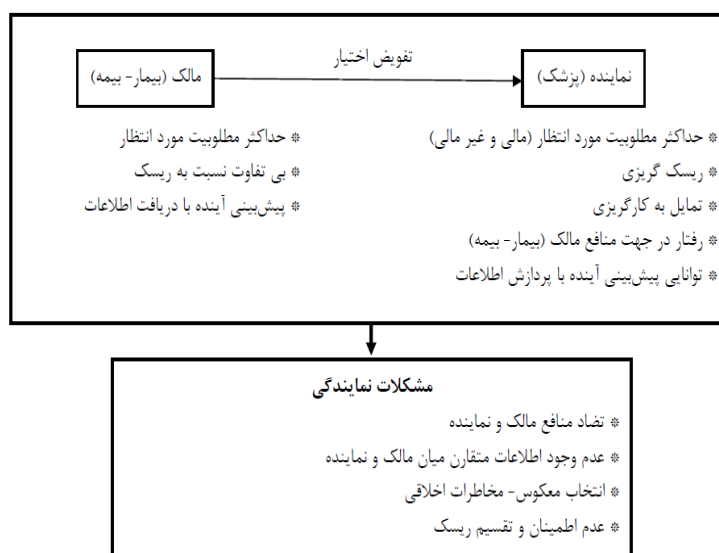 تفویض اختیار
نماینده (پزشک)
مالک (بیمار- بیمه)
* حداکثر مطلوبیت مورد انتظار (مالی و غیر مالی)
* ریسک گریزی
* تمایل به کارگریزی
* رفتار در جهت منافع مالک (بیمار- بیمه)
* توانایی پیش‌بینی آینده با پردازش اطلاعات
* حداکثر مطلوبیت مورد انتظار
* بی تفاوت نسبت به ریسک
* پیش‌بینی آینده با دریافت اطلاعات
مشکلات نمایندگی
* تضاد منافع مالک و نماینده
* عدم وجود اطلاعات متقارن میان مالک و نماینده
* انتخاب معکوس- مخاطرات اخلاقی
* عدم اطمینان و تقسیم ریسک